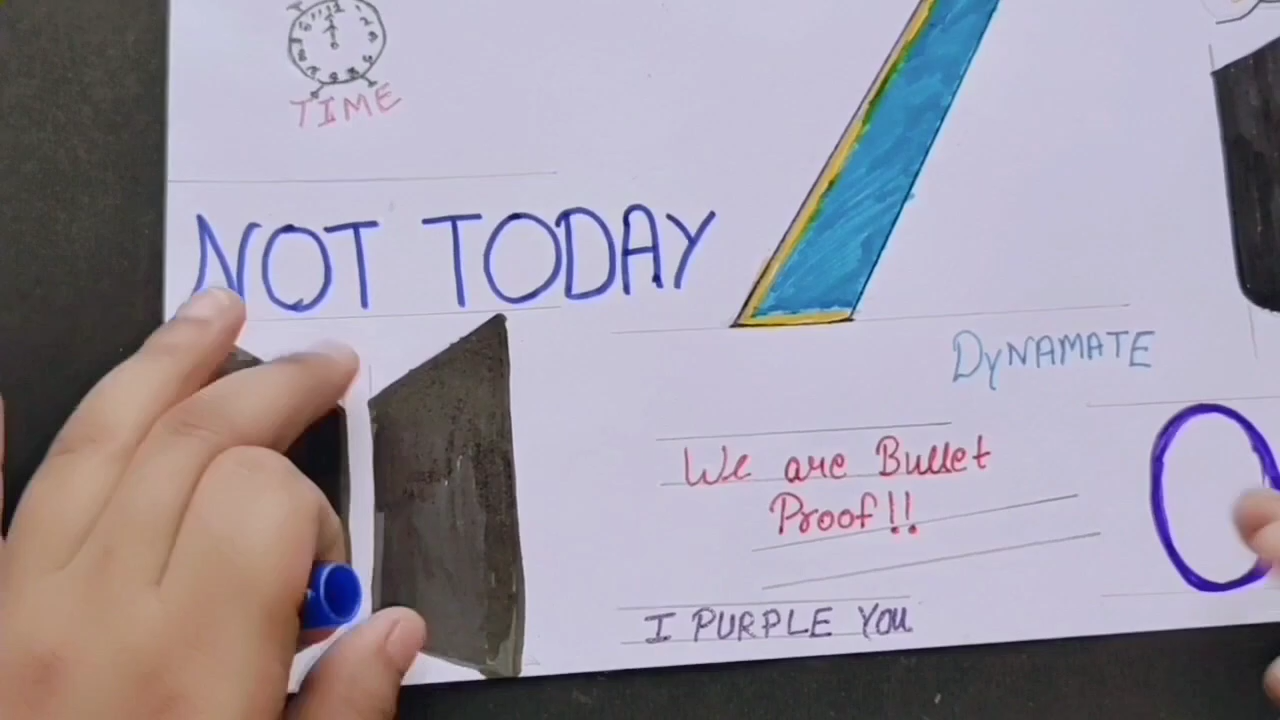 TIME
NOT TODAY
DyNAMATE
We are Bullet
Proof!!
I PURPLE YOU